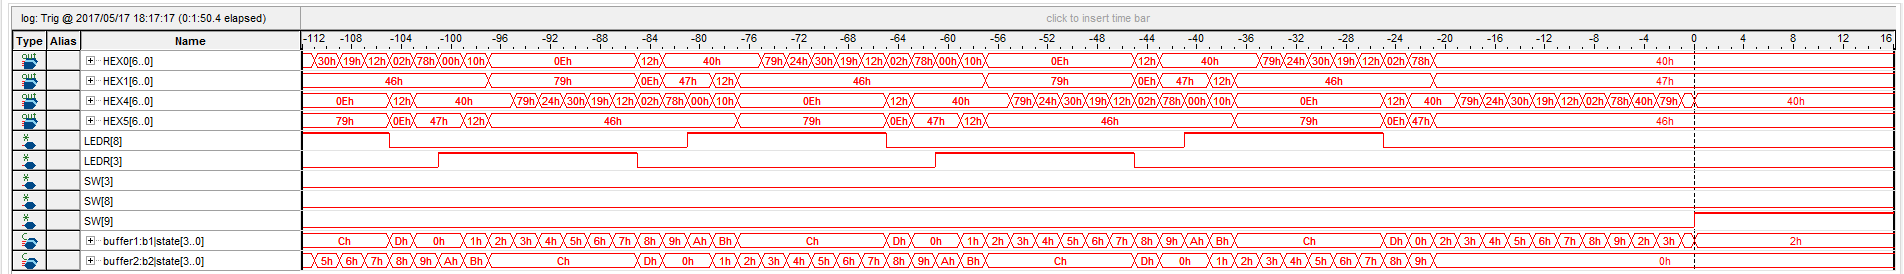 log: Trig @ 2017/05/17 18:17:17 (0:1:50.4 elapsed) click to insert time bar
Type Alias Name -112 -108 -104 -100 -96 -92 -88 -84 -80 -76 -72 -68 -64 -60 -56 -52 -48 -44 -40 -36 -32 -28 -24 -20 -16 -12 -8 -4 0 4 8 12 16
HEX0[6..0] 30h 19h 12h 02h 78h 00h 10h 0Eh 12h 40h 79h 24h 30h 19h 12h 02h 78h 00h 10h 0Eh 12h 40h 79h 24h 30h 19h 12h 02h 78h 40h
HEX1[6..0] 46h 79h 0Eh 47h 12h 46h 79h 0Eh 47h 12h 46h 47h
HEX4[6..0] 0Eh 12h 40h 79h 24h 30h 19h 12h 02h 78h 00h 10h 0Eh 12h 40h 79h 24h 30h 19h 12h 02h 78h 00h 10h 0Eh 12h 40h 79h 24h 30h 19h 12h 02h 78h 40h 79h 40h
HEX5[6..0] 79h 0Eh 47h 12h 46h 79h 0Eh 47h 12h 46h 79h 0Eh 47h 46h
LEDR[8]
LEDR[3]
SW[3]
SW[8]
SW[9]
buffer1:b1|state[3..0] Ch Dh 0h 1h 2h 3h 4h 5h 6h 7h 8h 9h Ah Bh Ch Dh 0h 1h 2h 3h 4h 5h 6h 7h 8h 9h Ah Bh Ch Dh 0h 2h 3h 4h 5h 6h 7h 8h 9h 2h 3h 2h
buffer2:b2|state[3..0] 5h 6h 7h 8h 9h Ah Bh Ch Dh 0h 1h 2h 3h 4h 5h 6h 7h 8h 9h Ah Bh Ch Dh 0h 1h 2h 3h 4h 5h 6h 7h 8h 9h 0h